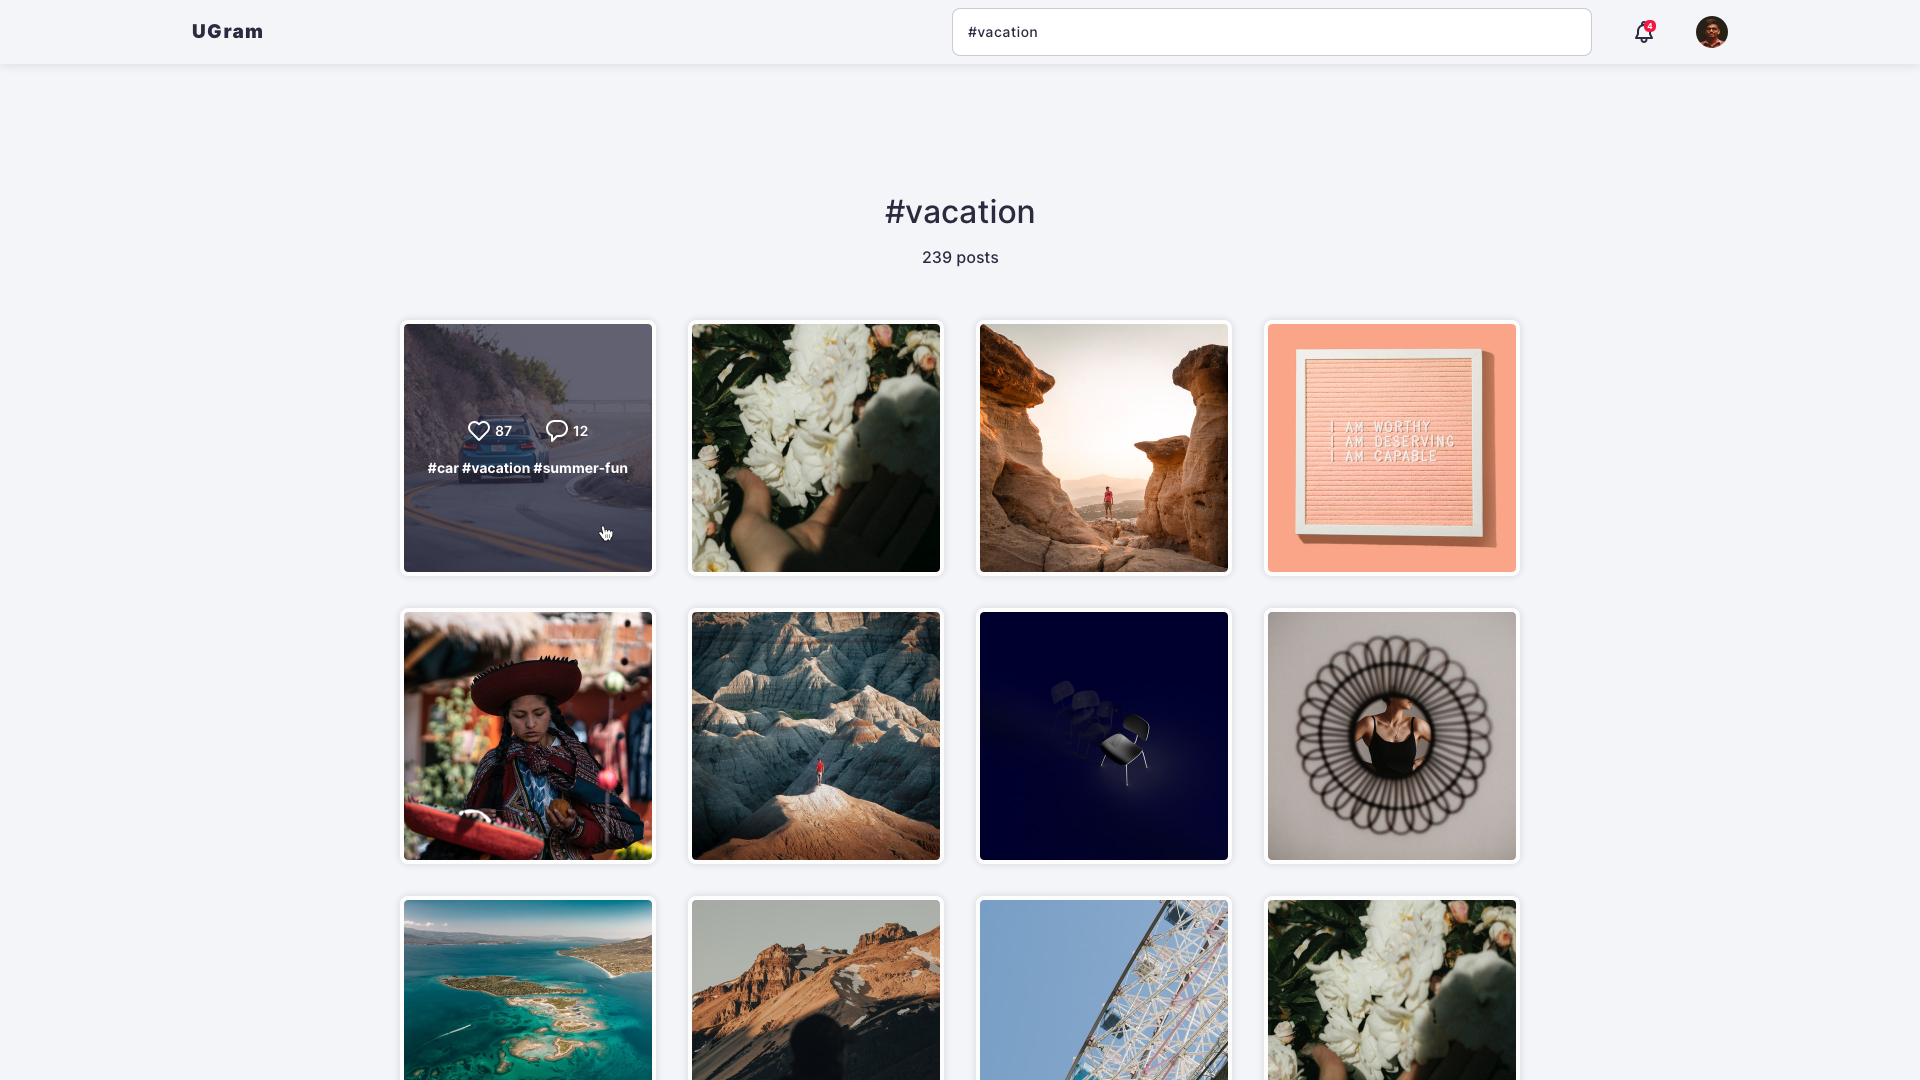 UGram
#vacation
4
#vacation
239 posts
87
12
#car #vacation #summer-fun
I AM WORTHY
I AM DESERVING
I AM CAPABLE